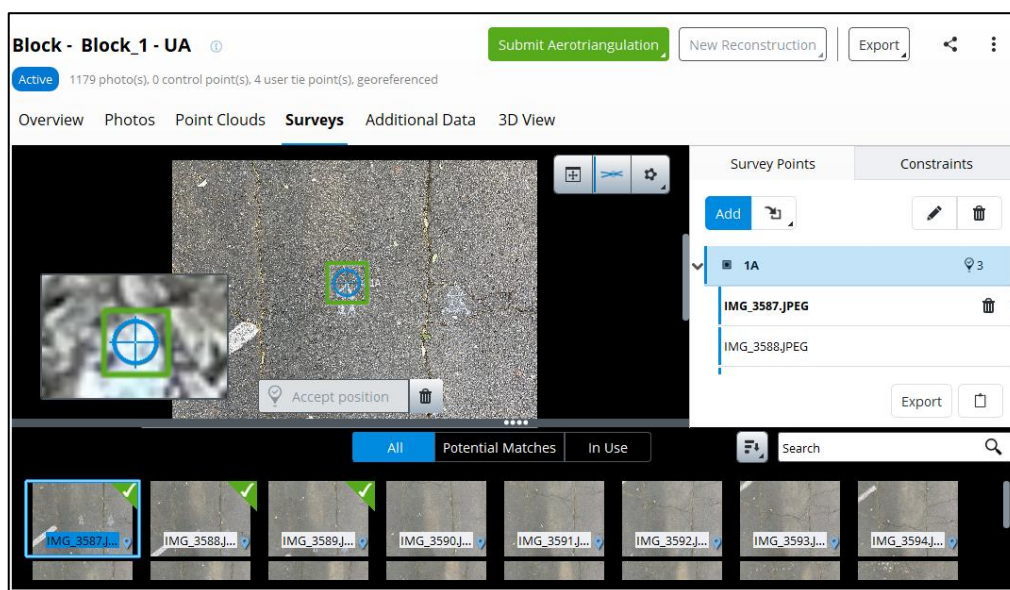 Block - Block_1 - UA
Submit Aerotriangulation
New Reconstruction
Export
Active
1179 photo(s), 0 control point(s), 4 user tie point(s), georeferenced
Overview
Photos
Point Clouds
Surveys
Additional Data
3D View
Survey Points
Constraints
Add
1A
3
IMG_3587.JPEG
IMG_3588.JPEG
1A
Accept position
Export
All
Potential Matches
In Use
Search
IMG_3587.J...
IMG_3588.J...
IMG_3589.J...
IMG_3590.J...
IMG_3591.J...
IMG_3592.J...
IMG_3593.J...
IMG_3594.J...